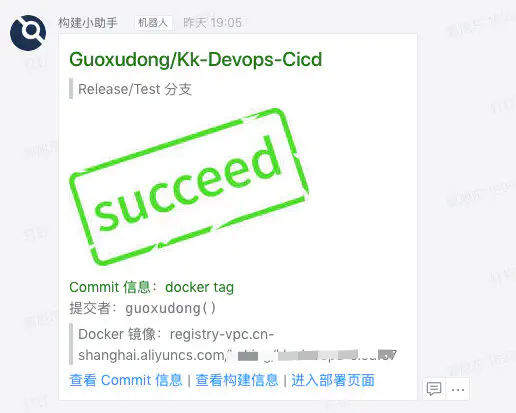 构建小助手 机器人 昨天 19:05
Guoxudong/Kk-Devops-Cicd
Release/Test 分支
succeed
Commit 信息：docker tag
提交者：guoxudong()
Docker 镜像：registry-vpc.cn-
shanghai.aliyuncs.com/
查看 Commit 信息 | 查看构建信息 | 进入部署页面